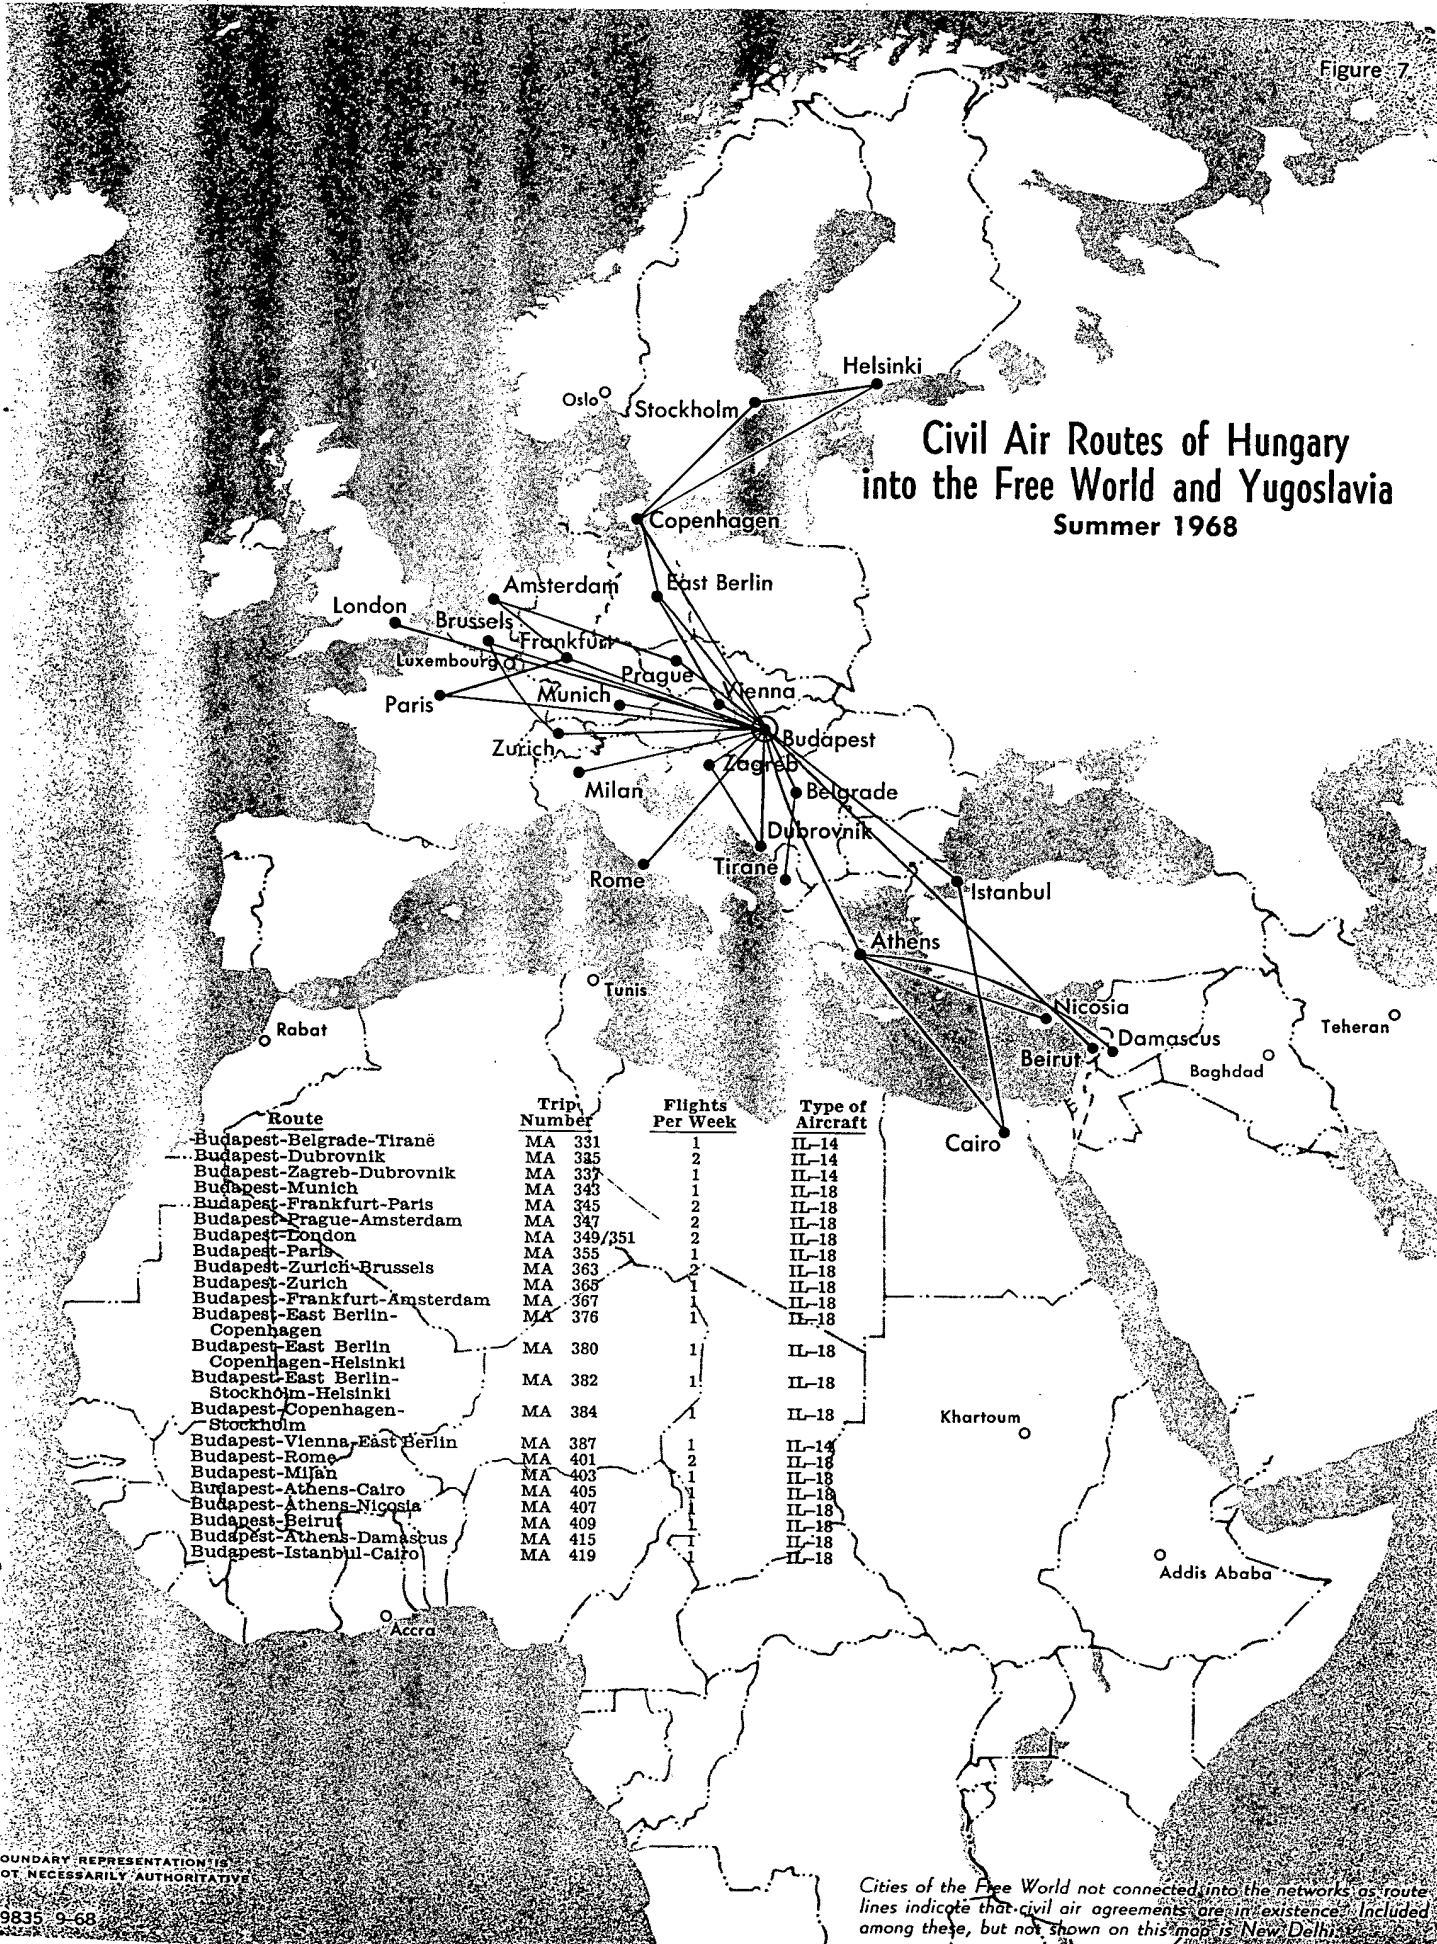 Figure 7
Helsinki
Oslo
Stockholm
Civil Air Routes of Hungary
into the Free World and Yugoslavia
Summer 1968
Copenhagen
East Berlin
Amsterdam
London
Brussels
Frankfurt
Luxembourg
Prague
Paris
Munich
Vienna
Zurich
Budapest
Zagreb
Milan
Belgrade
Dubrovnik
Tiranë
Rome
Istanbul
Athens
Tunis
Nicosia
Rabat
Teheran
Damascus
Beirut
Baghdad
Cairo
Route Trip Number Flights Per Week Type of Aircraft
Budapest-Belgrade-Tiranë MA 331 1 IL-14
Budapest-Dubrovnik MA 335 2 IL-14
Budapest-Zagreb-Dubrovnik MA 337 1 IL-14
Budapest-Munich MA 343 1 IL-18
Budapest-Frankfurt-Paris MA 345 2 IL-18
Budapest-Prague-Amsterdam MA 347 2 IL-18
Budapest-London MA 349/351 2 IL-18
Budapest-Paris MA 355 1 IL-18
Budapest-Zurich-Brussels MA 363 2 IL-18
Budapest-Zurich MA 365 1 IL-18
Budapest-Frankfurt-Amsterdam MA 367 1 IL-18
Budapest-East Berlin- MA 376 1 IL-18
Copenhagen
Budapest-East Berlin MA 380 1 IL-18
Copenhagen-Helsinki
Budapest-East Berlin- MA 382 1 IL-18
Stockholm-Helsinki
Budapest-Copenhagen- MA 384 1 IL-18
Stockholm
Budapest-Vienna-East Berlin MA 387 1 IL-14
Budapest-Rome MA 401 2 IL-18
Budapest-Milan MA 403 1 IL-18
Budapest-Athens-Cairo MA 405 1 IL-18
Budapest-Athens-Nicosia MA 407 1 IL-18
Budapest-Beirut MA 409 1 IL-18
Budapest-Athens-Damascus MA 415 1 IL-18
Budapest-Istanbul-Cairo MA 419 1 IL-18
Khartoum
Addis Ababa
Accra
OUNDARY REPRESENTATION IS
OT NECESSARILY AUTHORITATIVE
9835 9-68
Cities of the Free World not connected into the networks as route
lines indicate that civil air agreements are in existence. Included
among these, but not shown on this map is New Delhi.